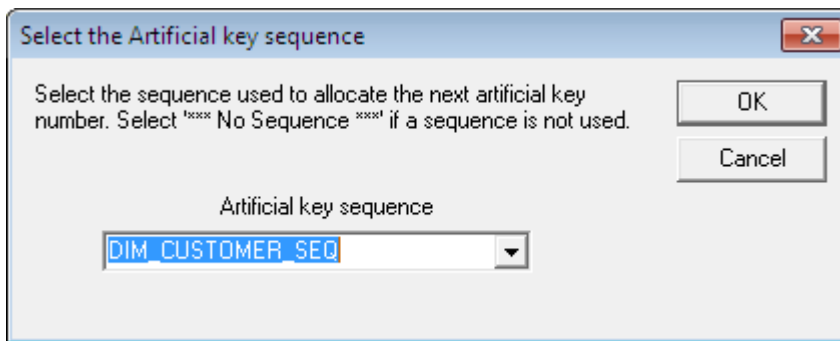 Select the Artificial key sequence
Select the sequence used to allocate the next artificial key
number. Select '*** No Sequence ***' if a sequence is not used.
OK
Cancel
Artificial key sequence
DIM_CUSTOMER_SEQ